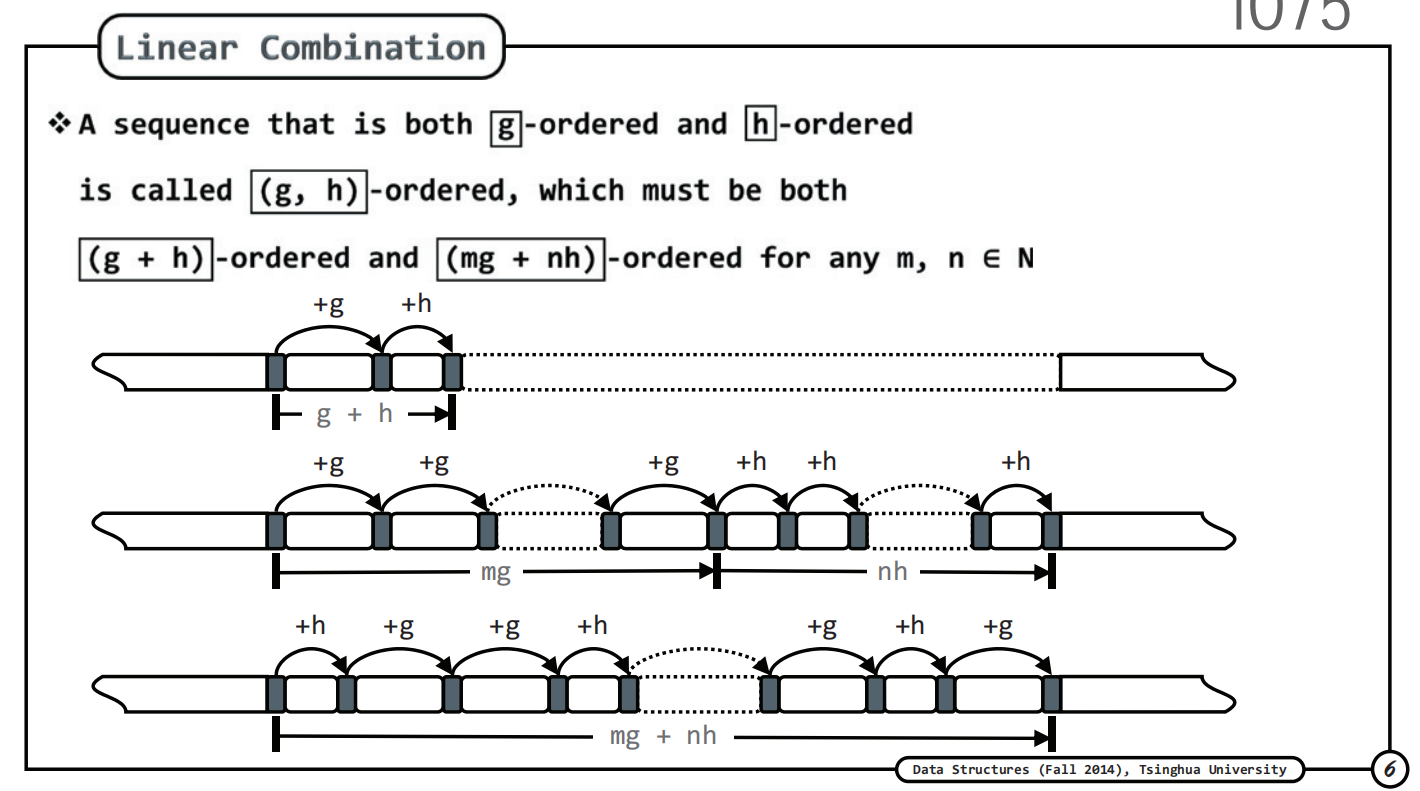 Linear Combination
❖ A sequence that is both g-ordered and h-ordered
is called (g, h)-ordered, which must be both
(g + h)-ordered and (mg + nh)-ordered for any m, n ∈ N
+g +h
g + h
+g +g +g +h +h +h
mg nh
+h +g +g +h +g +h +g
mg + nh
Data Structures (Fall 2014), Tsinghua University
6